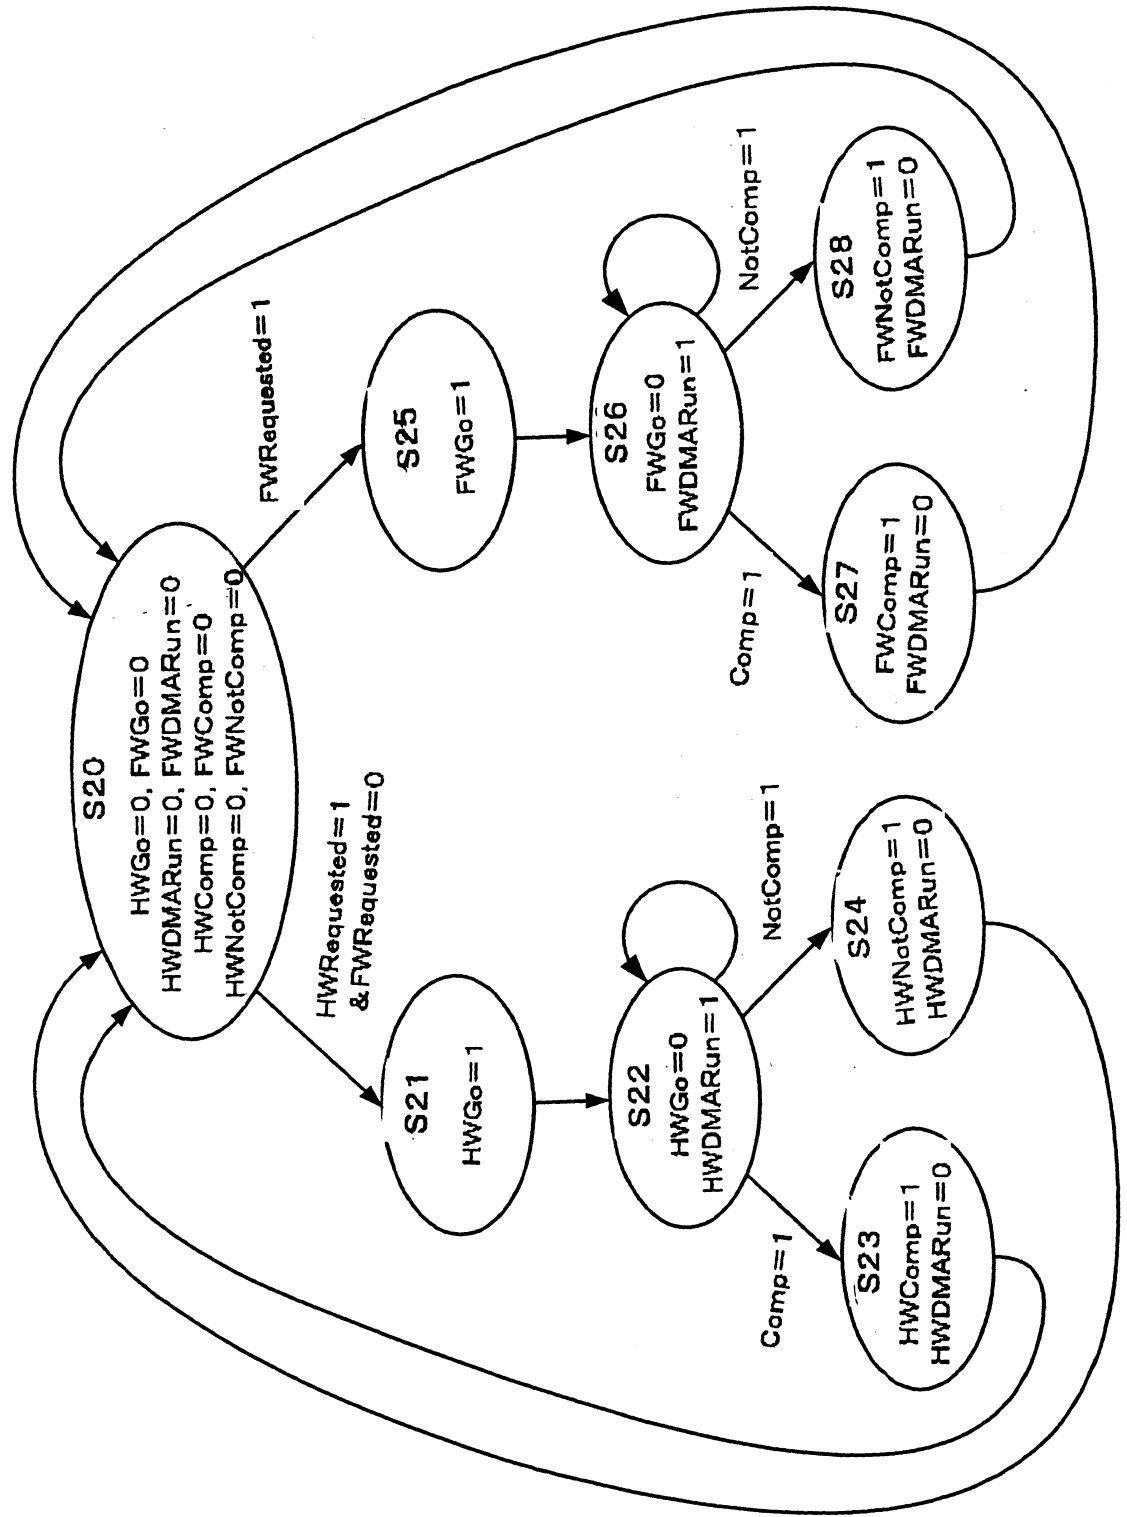 S20
HWGo=0, FWGo=0
HWDMARun=0, FWDMARun=0
HWComp=0, FWComp=0
HWNotComp=0, FWNotComp=0
HWRequested=1
&FWRequested=0
FWRequested=1
S21
HWGo=1
S25
FWGo=1
S22
HWGo=0
HWDMARun=1
S26
FWGo=0
FWDMARun=1
Comp=1
NotComp=1
Comp=1
NotComp=1
S23
HWComp=1
HWDMARun=0
S24
HWNotComp=1
HWDMARun=0
S27
FWComp=1
FWDMARun=0
S28
FWNotComp=1
FWDMARun=0